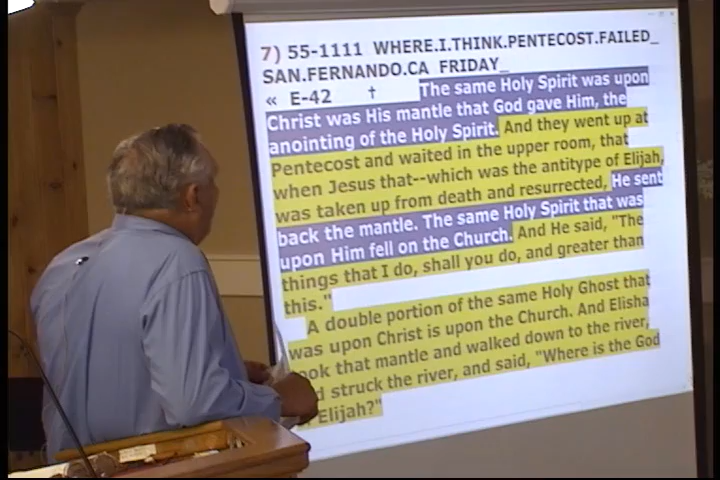 7) 55-1111 WHERE.I.THINK.PENTECOST.FAILED_
SAN.FERNANDO.CA FRIDAY_
« E-42 † The same Holy Spirit was upon
Christ was His mantle that God gave Him, the
anointing of the Holy Spirit. And they went up at
Pentecost and waited in the upper room, that
when Jesus that--which was the antitype of Elijah,
was taken up from death and resurrected, He sent
back the mantle. The same Holy Spirit that was
upon Him fell on the Church. And He said, "The
things that I do, shall you do, and greater than
this."
A double portion of the same Holy Ghost that
was upon Christ is upon the Church. And Elisha
ook that mantle and walked down to the river,
d struck the river, and said, "Where is the God
Elijah?"